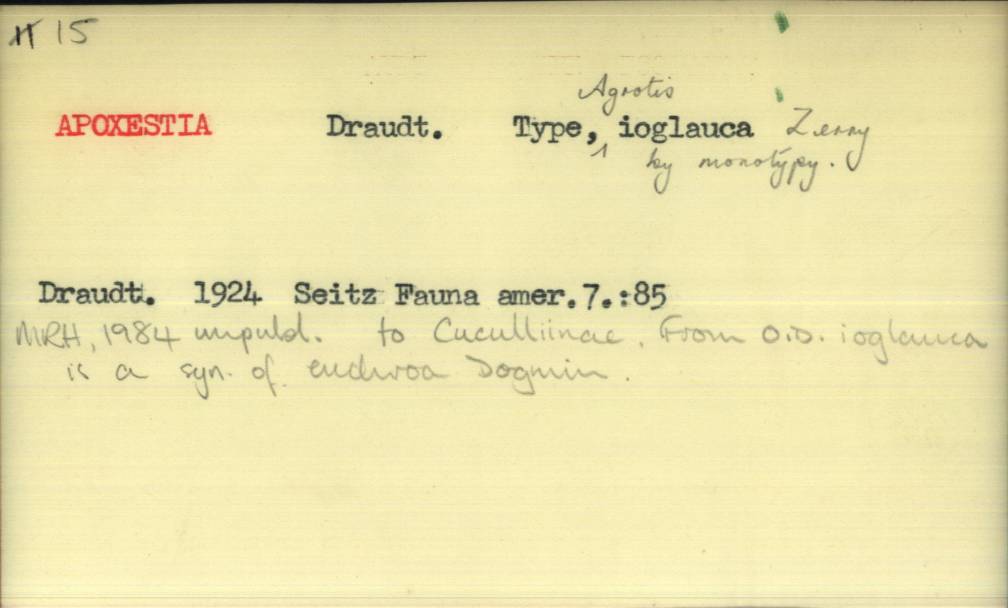 15
Agrotis
APOXESTIA Draudt. Type, ioglauca Zerny
by monotypy.
Draudt. 1924 Seitz Fauna amer.7.:85
MRH, 1984 unpubl. to Cuculliinae. From O.D. ioglauca
is a syn. of Dognin.